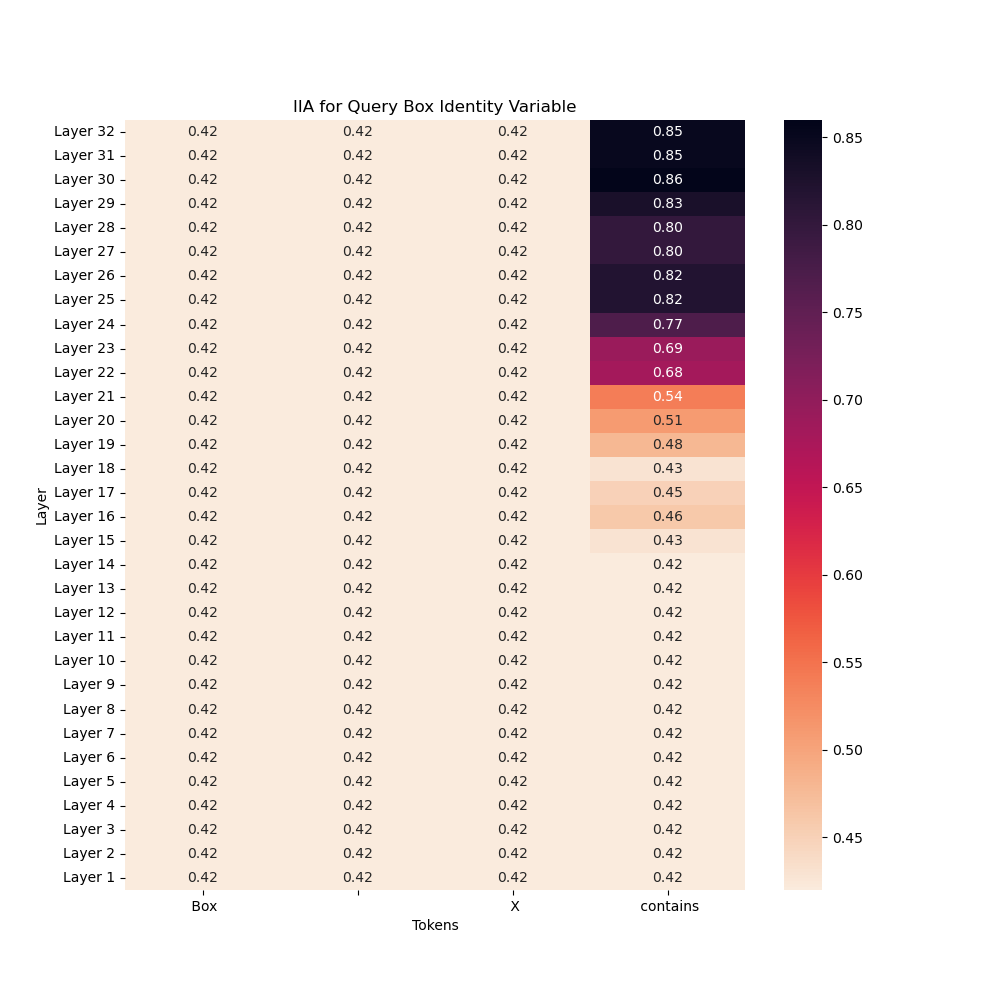 IIA for Query Box Identity Variable
Layer 32 0.42 0.42 0.42 0.85
Layer 31 0.42 0.42 0.42 0.85
Layer 30 0.42 0.42 0.42 0.86
Layer 29 0.42 0.42 0.42 0.83
Layer 28 0.42 0.42 0.42 0.80
Layer 27 0.42 0.42 0.42 0.80
Layer 26 0.42 0.42 0.42 0.82
Layer 25 0.42 0.42 0.42 0.82
Layer 24 0.42 0.42 0.42 0.77
Layer 23 0.42 0.42 0.42 0.69
Layer 22 0.42 0.42 0.42 0.68
Layer 21 0.42 0.42 0.42 0.54
Layer 20 0.42 0.42 0.42 0.51
Layer 19 0.42 0.42 0.42 0.48
Layer 18 0.42 0.42 0.42 0.43
Layer 17 0.42 0.42 0.42 0.45
Layer 16 0.42 0.42 0.42 0.46
Layer 15 0.42 0.42 0.42 0.43
Layer 14 0.42 0.42 0.42 0.42
Layer 13 0.42 0.42 0.42 0.42
Layer 12 0.42 0.42 0.42 0.42
Layer 11 0.42 0.42 0.42 0.42
Layer 10 0.42 0.42 0.42 0.42
Layer 9 0.42 0.42 0.42 0.42
Layer 8 0.42 0.42 0.42 0.42
Layer 7 0.42 0.42 0.42 0.42
Layer 6 0.42 0.42 0.42 0.42
Layer 5 0.42 0.42 0.42 0.42
Layer 4 0.42 0.42 0.42 0.42
Layer 3 0.42 0.42 0.42 0.42
Layer 2 0.42 0.42 0.42 0.42
Layer 1 0.42 0.42 0.42 0.42
Box X contains
Tokens
Layer
0.85
0.80
0.75
0.70
0.65
0.60
0.55
0.50
0.45